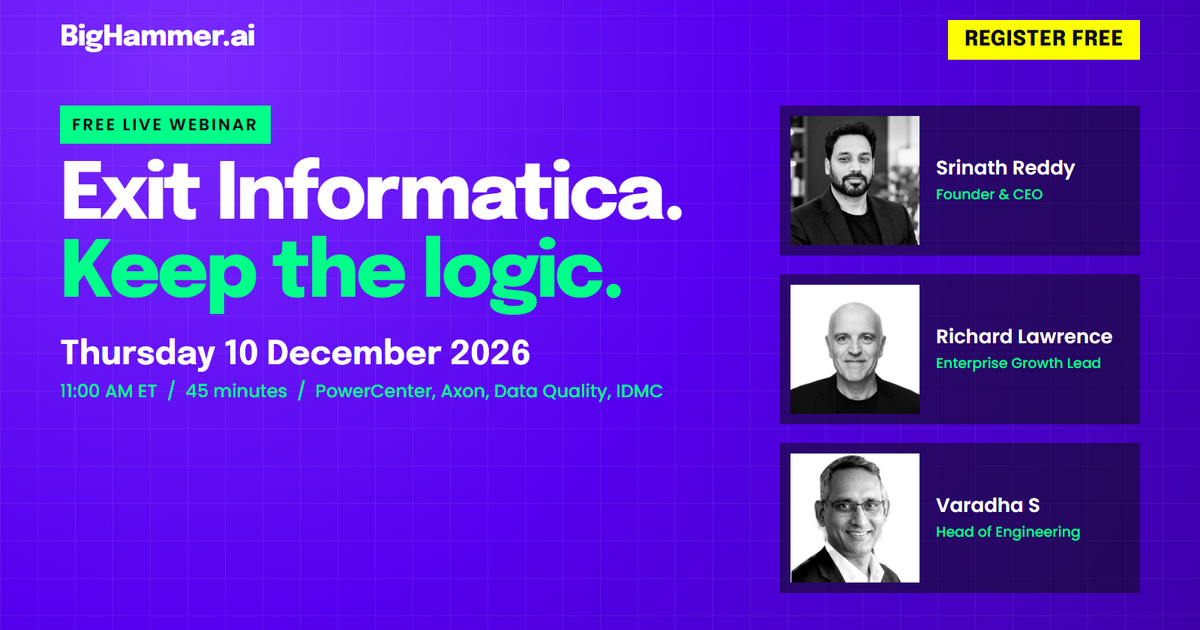 BigHammer.ai
REGISTER FREE
FREE LIVE WEBINAR
Exit Informatica.
Keep the logic.
Thursday 10 December 2026
11:00 AM ET / 45 minutes / PowerCenter, Axon, Data Quality, IDMC
Srinath Reddy
Founder & CEO
Richard Lawrence
Enterprise Growth Lead
Varadha S
Head of Engineering